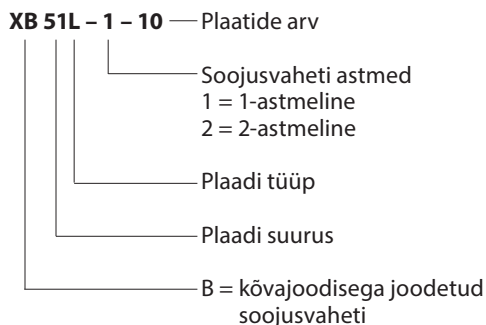 XB 51L – 1 – 10 Plaatide arv
Soojusvaheti astmed
1 = 1-astmeline
2 = 2-astmeline
Plaadi tüüp
Plaadi suurus
B = kõvajoodisega joodetud
soojusvaheti